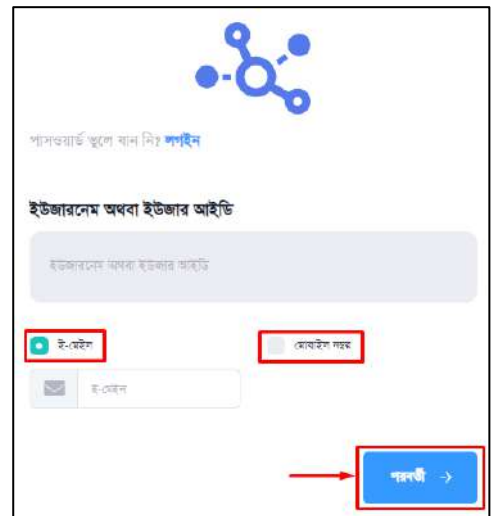 পাসওয়ার্ড ভুলে যান নি? লগইন
ইউজারনেম অথবা ইউজার আইডি
ইউজারনেম অথবা ইউজার আইডি
ই-মেইল
মোবাইল নম্বর
ই-মেইল
পরবর্তী